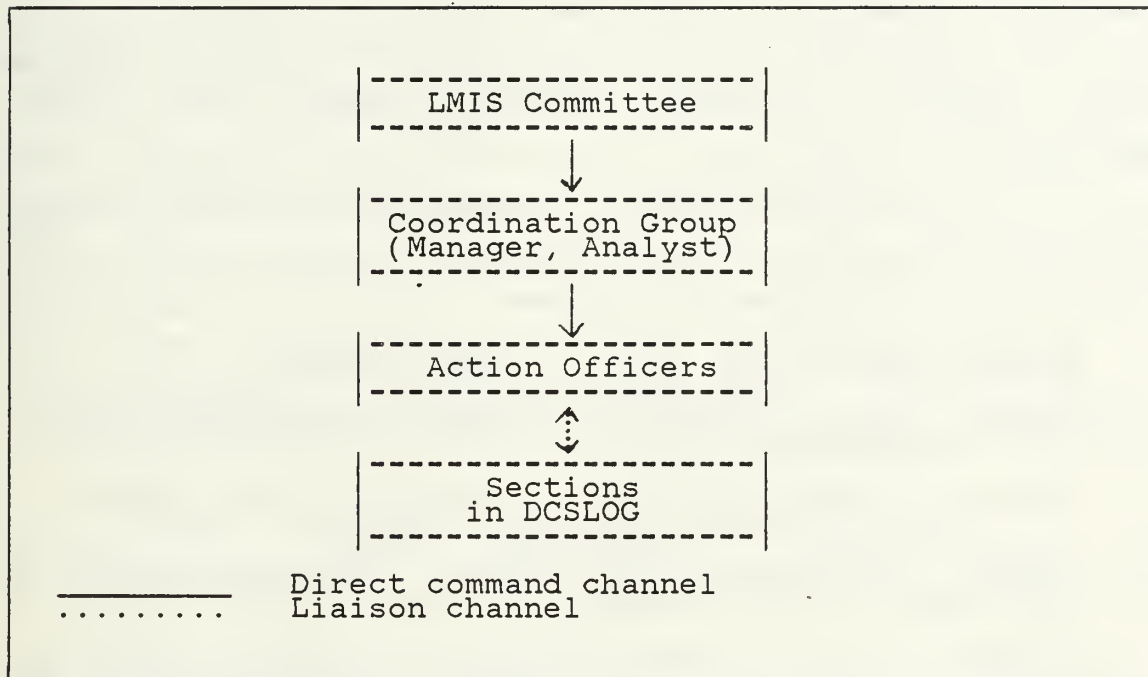 LMIS Committee
Coordination Group
(Manager, Analyst)
Action Officers
Sections
in DCSLOG
Direct command channel
Liaison channel